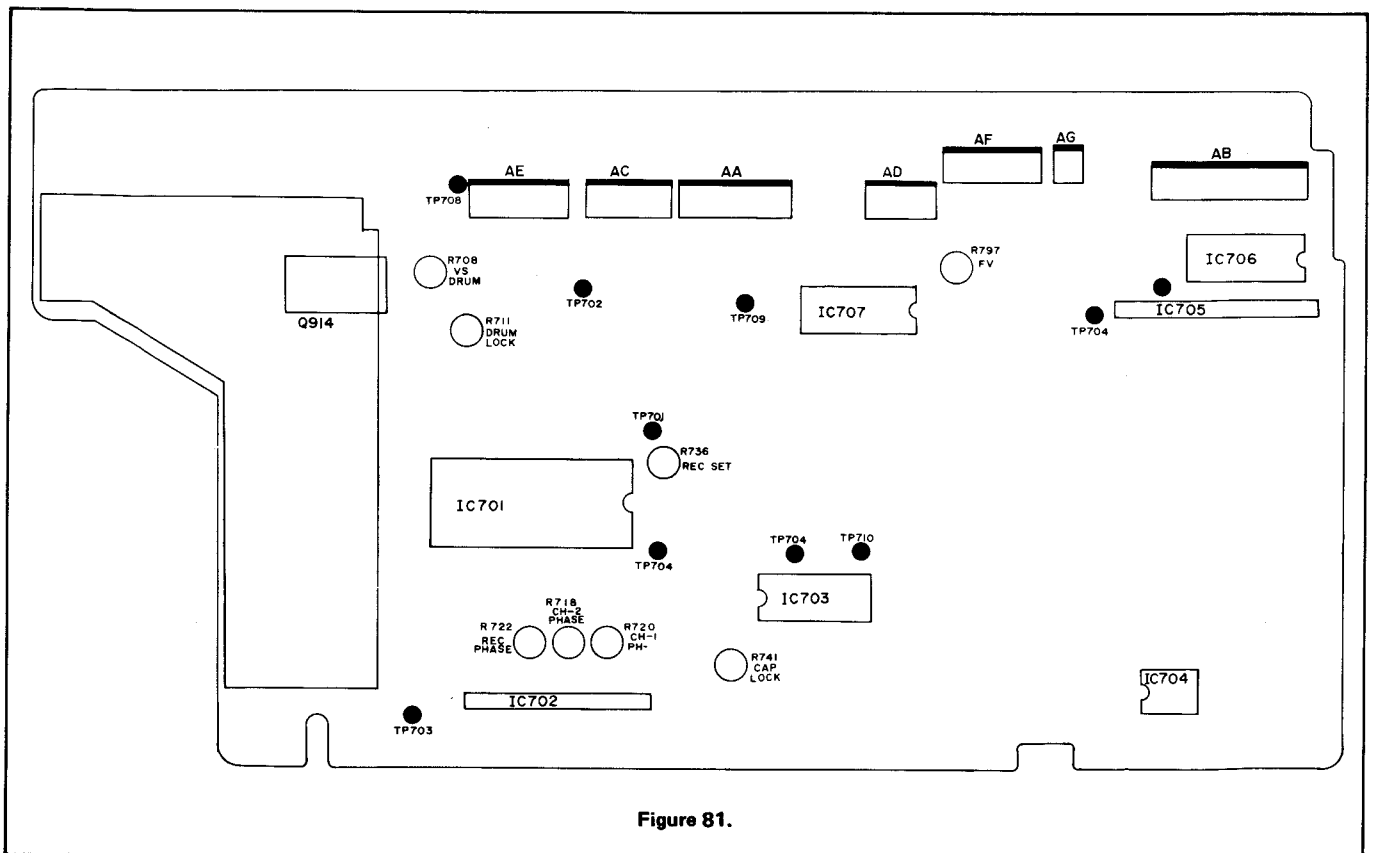 AF
AG
AB
AE
AC
AA
AD
TP708
R708
VS
DRUM
R797
FV
IC706
Q914
TP702
TP709
IC707
IC705
TP704
R711
DRUM
LOCK
TP701
R736
REC SET
IC701
TP704
TP704
TP710
IC703
R718
CH-2
PHASE
R722
REC
PHASE
R720
CH-1
PH-
R741
CAP
LOCK
IC704
IC702
TP703
Figure 81.